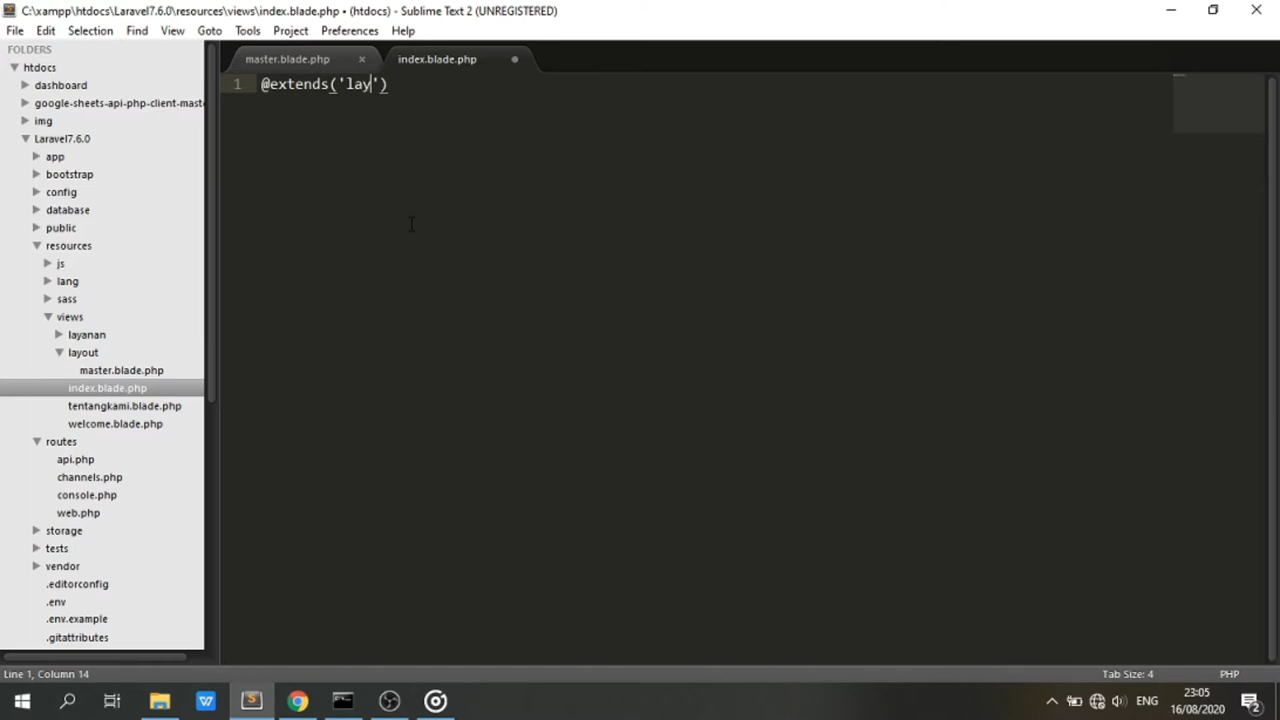 C:\xampp\htdocs\Laravel7.6.0\resources\views\index.blade.php • (htdocs) - Sublime Text 2 (UNREGISTERED)
File Edit Selection Find View Goto Tools Project Preferences Help
FOLDERS
htdocs
dashboard
google-sheets-api-php-client-maste
img
Laravel7.6.0
app
bootstrap
config
database
public
resources
js
lang
sass
views
layanan
layout
master.blade.php
index.blade.php
tentangkami.blade.php
welcome.blade.php
routes
api.php
channels.php
console.php
web.php
storage
tests
vendor
.editorconfig
.env
.env.example
.gitattributes
master.blade.php × index.blade.php
1 @extends('lay')
Line 1, Column 14 Tab Size: 4 PHP
ENG
23:05
16/08/2020
2